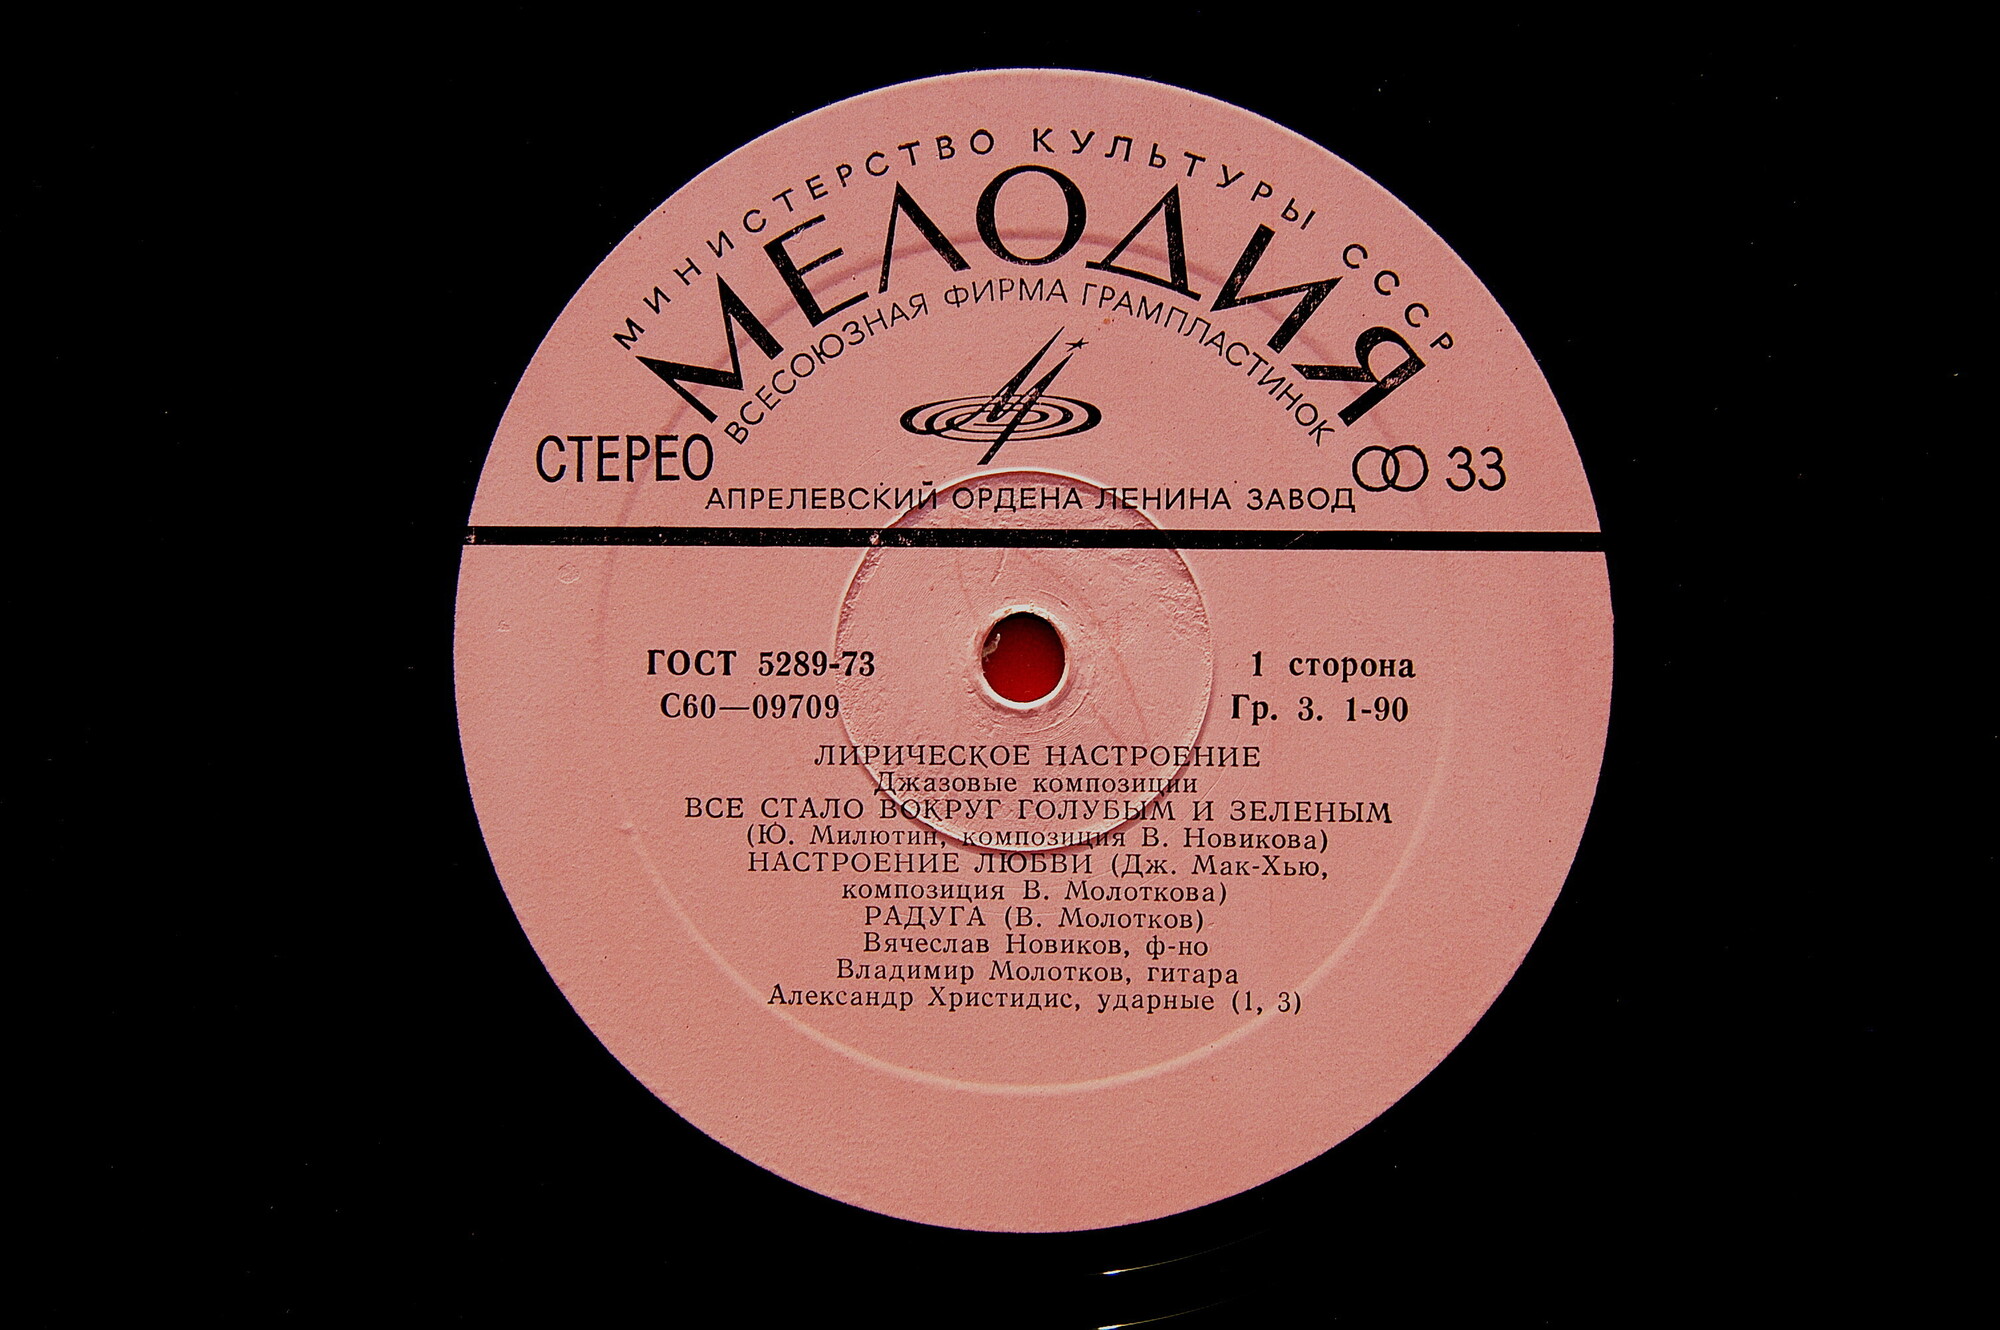 МИНИСТЕРСТВО КУЛЬТУРЫ СССР
МЕЛОДИЯ
ВСЕСОЮЗНАЯ ФИРМА ГРАМПЛАСТИНОК
СТЕРЕО
33
АПРЕЛЕВСКИЙ ОРДЕНА ЛЕНИНА ЗАВОД
ГОСТ 5289-73
1 сторона
С60—09709
Гр. 3. 1-90
ЛИРИЧЕСКОЕ НАСТРОЕНИЕ
Джазовые композиции
ВСЕ СТАЛО ВОКРУГ ГОЛУБЫМ И ЗЕЛЕНЫМ
(Ю. Милютин, композиция В. Новикова)
НАСТРОЕНИЕ ЛЮБВИ (Дж. Мак-Хью,
композиция В. Молоткова)
РАДУГА (В. Молотков)
Вячеслав Новиков, ф-но
Владимир Молотков, гитара
Александр Христидис, ударные (1, 3)